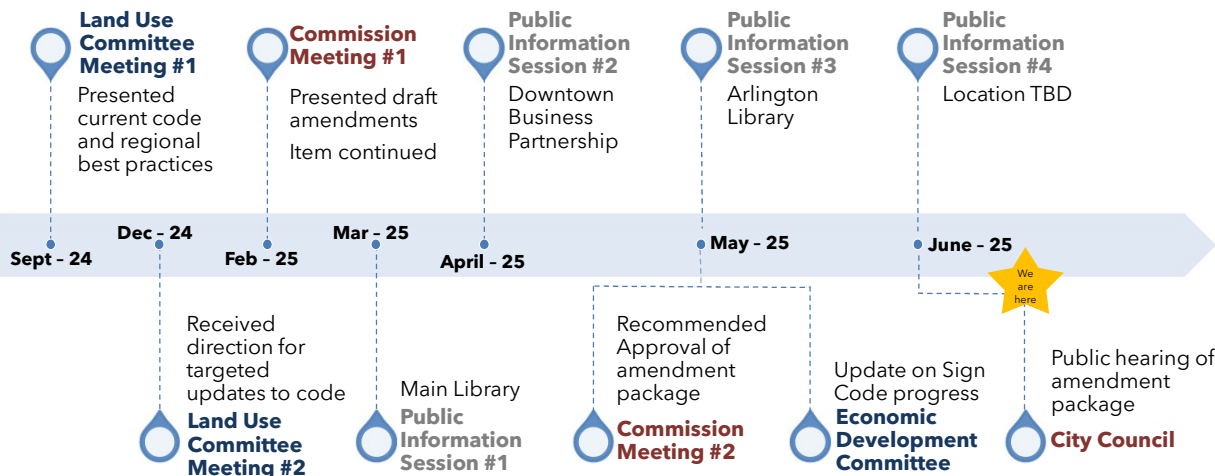 Land Use
Committee
Meeting #1
Presented
current code
and regional
best practices
Commission
Meeting #1
Presented draft
amendments
Item continued
Public
Information
Session #2
Downtown
Business
Partnership
Public
Information
Session #3
Arlington
Library
Public
Information
Session #4
Location TBD
Sept – 24
Dec – 24
Feb – 25
Mar – 25
April – 25
May – 25
June – 25
We
are
here
Received
direction for
targeted
updates to code
Land Use
Committee
Meeting #2
Main Library
Public
Information
Session #1
Recommended
Approval of
amendment
package
Commission
Meeting #2
Update on Sign
Code progress
Economic
Development
Committee
Public hearing of
amendment
package
City Council